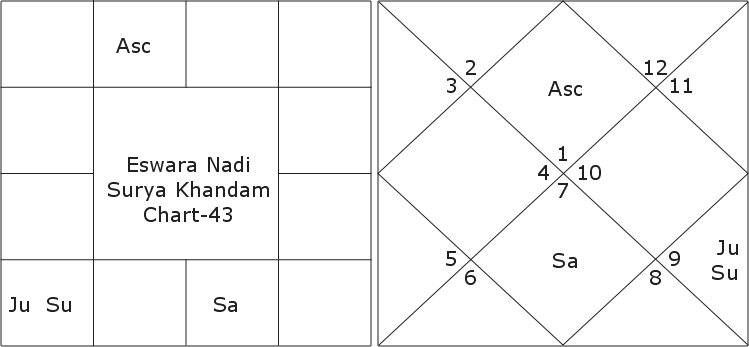 Asc
Eswara Nadi
Surya Khandam
Chart-43
Ju Su
Sa
2
12
3
11
Asc
1
4
10
7
5
9
Ju
Su
Sa
6
8